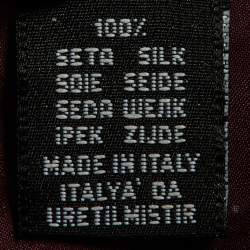 100%
SETA SILK
SOIE SEIDE
SEDA ШЕЛК
IPEK ZIJDE
MADE IN ITALY
ITALYA' DA
URETILMISTIR